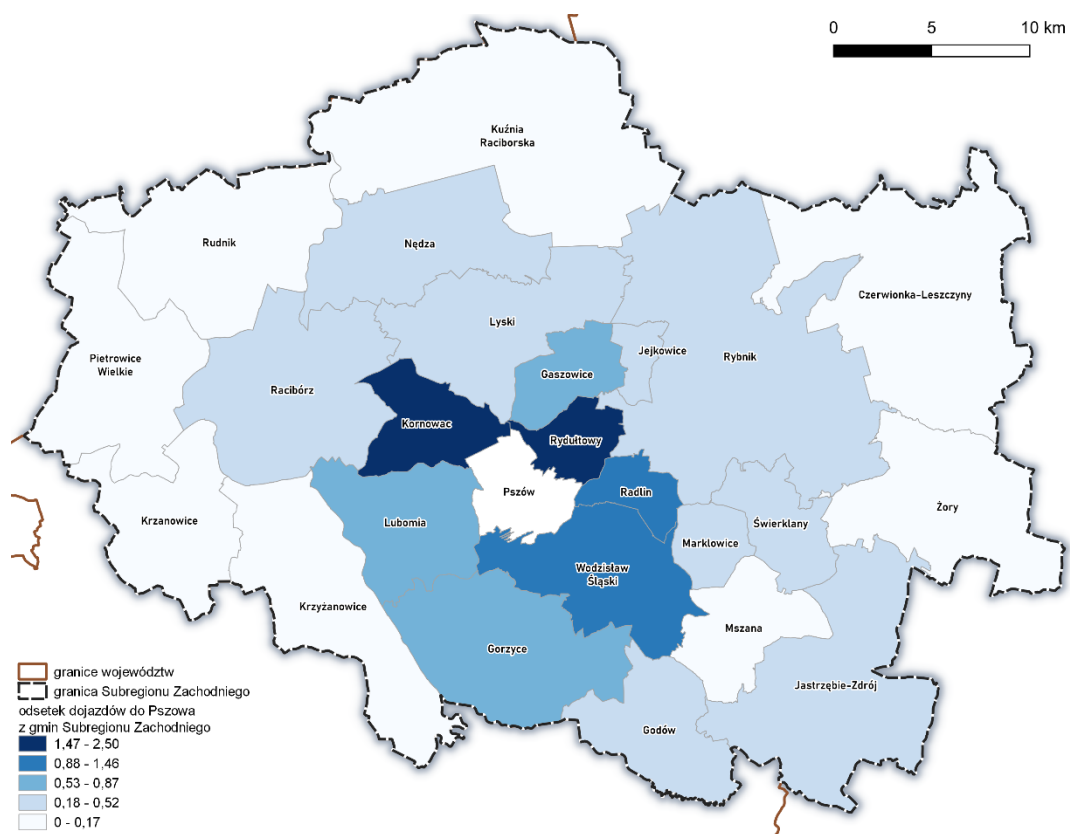 0 5 10 km
Kuźnia
Raciborska
Rudnik
Nędza
Czerwionka-Leszczyny
Lyski
Jejkowice
Rybnik
Pietrowice
Wielkie
Gaszowice
Racibórz
Kornowac
Rydułtowy
Pszów
Radlin
Żory
Krzanowice
Lubomia
Świerklany
Marklowice
Wodzisław
Śląski
Krzyżanowice
Mszana
Gorzyce
Jastrzębie-Zdrój
Godów
granice województw
granica Subregionu Zachodniego
odsetek dojazdów do Pszowa
z gmin Subregionu Zachodniego
1,47 - 2,50
0,88 - 1,46
0,53 - 0,87
0,18 - 0,52
0 - 0,17